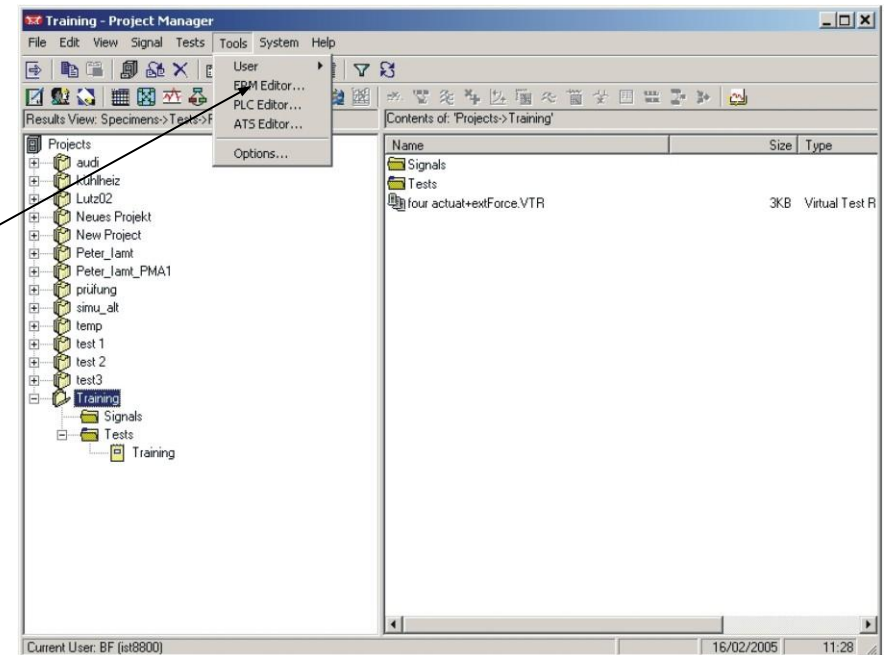 Training - Project Manager
File Edit View Signal Tests Tools System Help
User
EPM Editor...
PLC Editor...
ATS Editor...
Options...
Results View: Specimens->Tests->
Contents of: 'Projects->Training'
Projects
audi
kühlheiz
Lutz02
Neues Projekt
New Project
Peter_lamt
Peter_lamt_PMA1
prüfung
simu_alt
temp
test 1
test 2
test3
Training
Signals
Tests
Training
Name Size Type
Signals
Tests
four actuat+extForce.VTR 3KB Virtual Test R
Current User: BF (ist8800) 16/02/2005 11:28